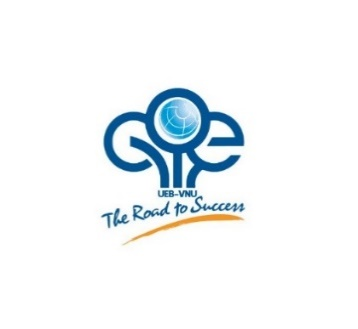 UEB-VNU
The Road to Success